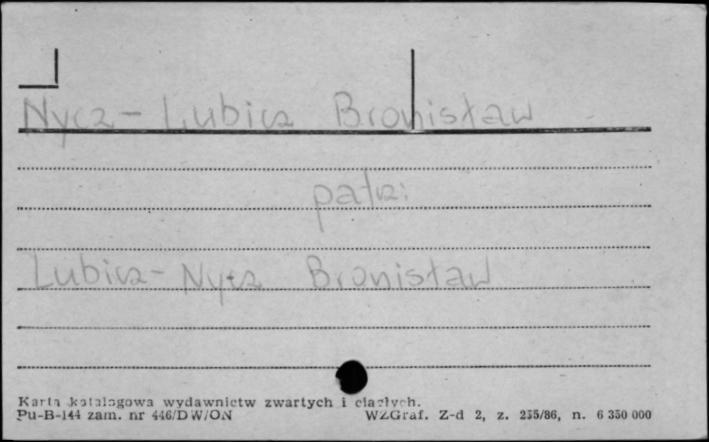 Nycz-Lubicz Bronisław
patrz:
Lubicz-Nycz Bronisław
Karta katalogowa wydawnictw zwartych i ciągłych.
Pu-B-144 zam. nr 446/DW/ON WZGraf. Z-d 2, z. 235/86, n. 6 350 000